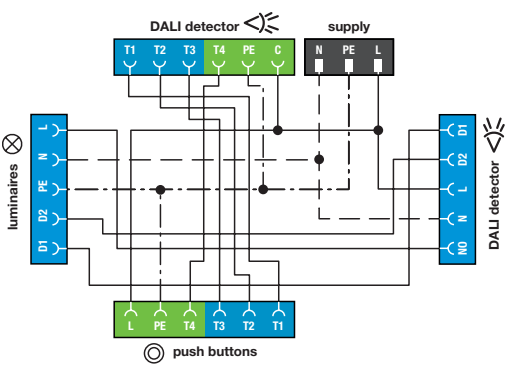 DALI detector
supply
T1 T2 T3 T4 PE C
N PE L
luminaires
L
N
PE
D2
D1
D1
D2
L
N
NO
DALI detector
L PE T4 T3 T2 T1
push buttons